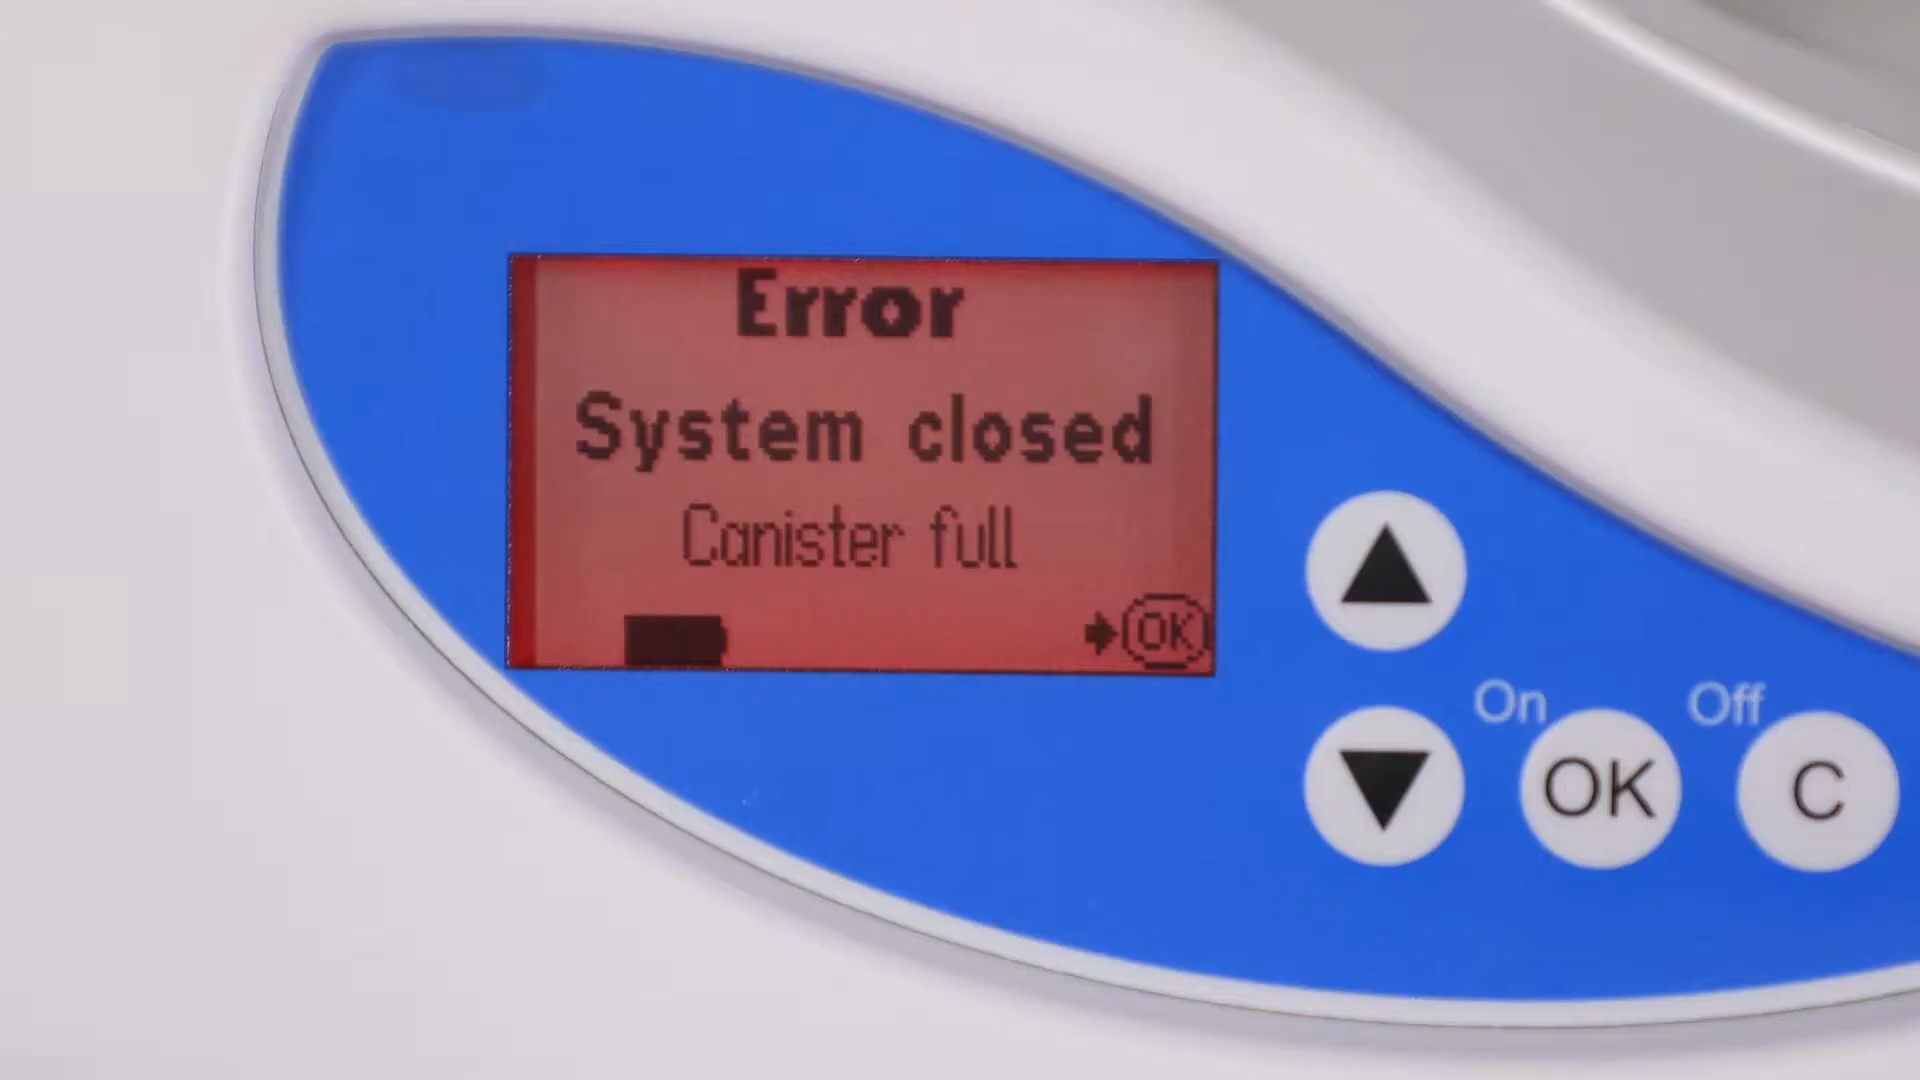 Error
System closed
Canister full
OK
On Off
OK C